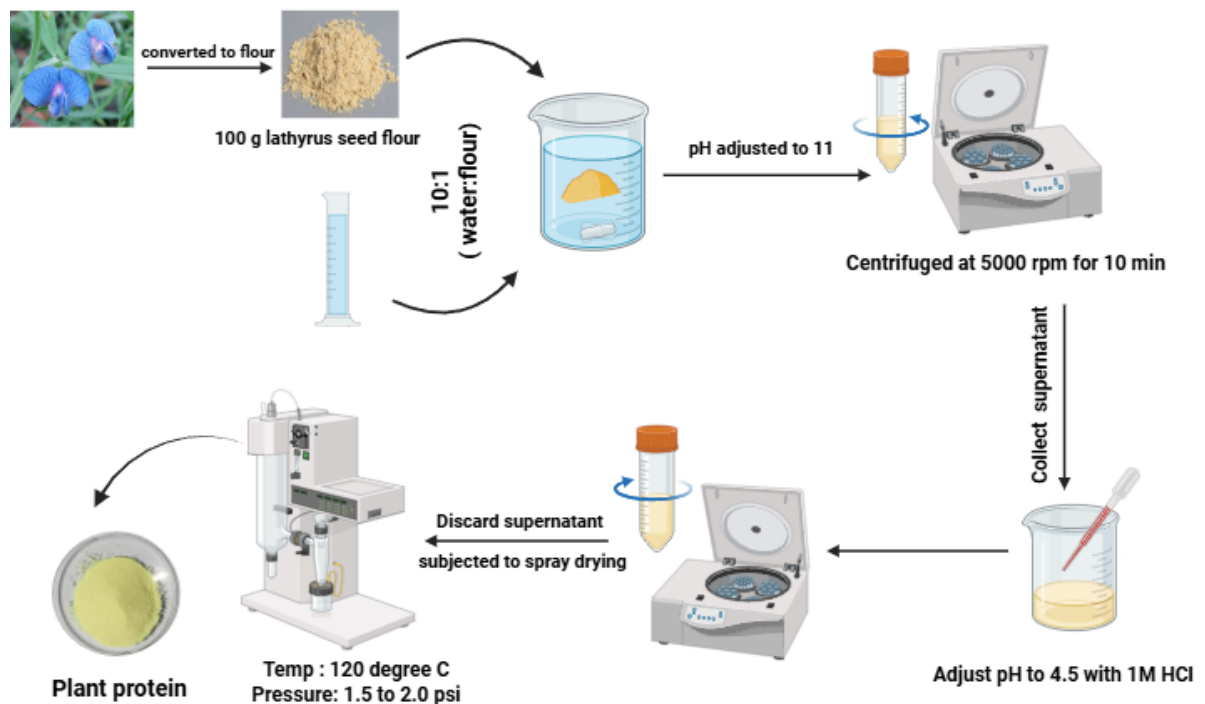 converted to flour
100 g lathyrus seed flour
10:1
( water:flour)
pH adjusted to 11
Centrifuged at 5000 rpm for 10 min
Collect supernatant
Adjust pH to 4.5 with 1M HCl
Discard supernatant
subjected to spray drying
Temp : 120 degree C
Pressure: 1.5 to 2.0 psi
Plant protein